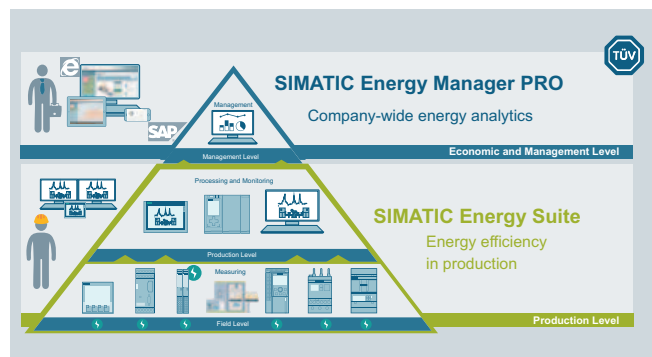 TÜV
SIMATIC Energy Manager PRO
Management
Company-wide energy analytics
SAP
Economic and Management Level
Management Level
Processing and Monitoring
SIMATIC Energy Suite
Energy efficiency
in production
Production Level
Measuring
Production Level
Field Level